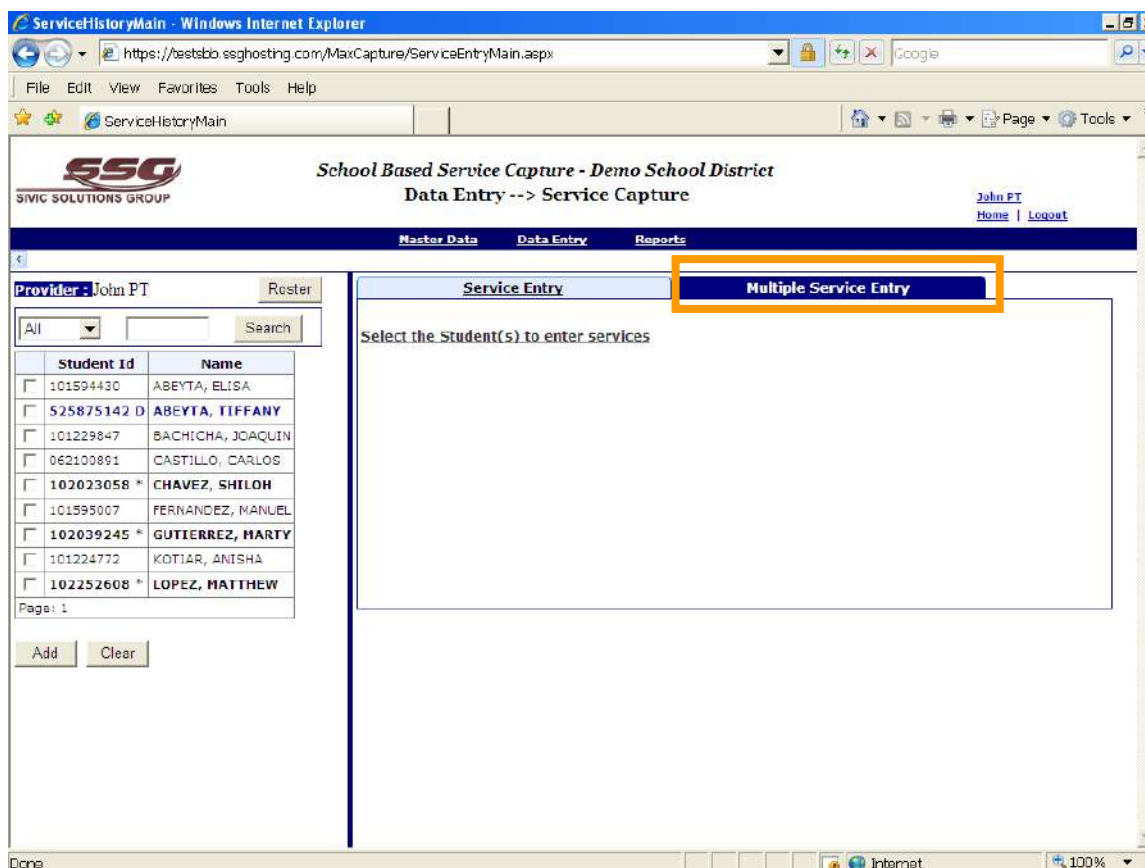 ServiceHistoryMain - Windows Internet Explorer
https://testsbb.ssghosting.com/MaxCapture/ServiceEntryMain.aspx
Google
File Edit View Favorites Tools Help
ServiceHistoryMain
Page Tools
SSG
SIVIC SOLUTIONS GROUP
School Based Service Capture - Demo School District
Data Entry --> Service Capture
John PT
Home | Logout
Master Data Data Entry Reports
Provider : John PT Roster
All Search
Student Id Name
101594430 ABEYTA, ELISA
525875142 D ABEYTA, TIFFANY
101229847 BACHICHA, JOAQUIN
062100891 CASTILLO, CARLOS
102023058 * CHAVEZ, SHILOH
101595007 FERNANDEZ, MANUEL
102039245 * GUTIERREZ, MARTY
101224772 KOTIAR, ANISHA
102252608 * LOPEZ, MATTHEW
Page: 1
Add Clear
Service Entry Multiple Service Entry
Select the Student(s) to enter services
Done Internet 100%